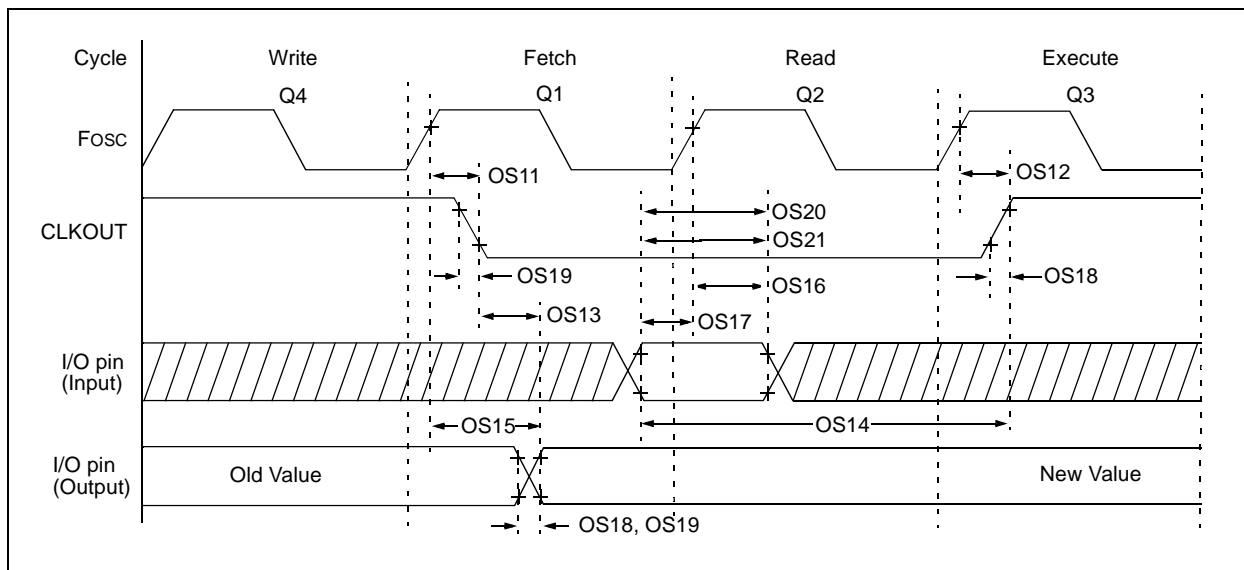 Cycle Write Fetch Read Execute
Q4 Q1 Q2 Q3
FOSC
OS11 OS12
OS20
CLKOUT
OS21
OS19 OS16 OS18
OS13 OS17
I/O pin
(Input)
OS15 OS14
I/O pin
(Output)
Old Value New Value
OS18, OS19